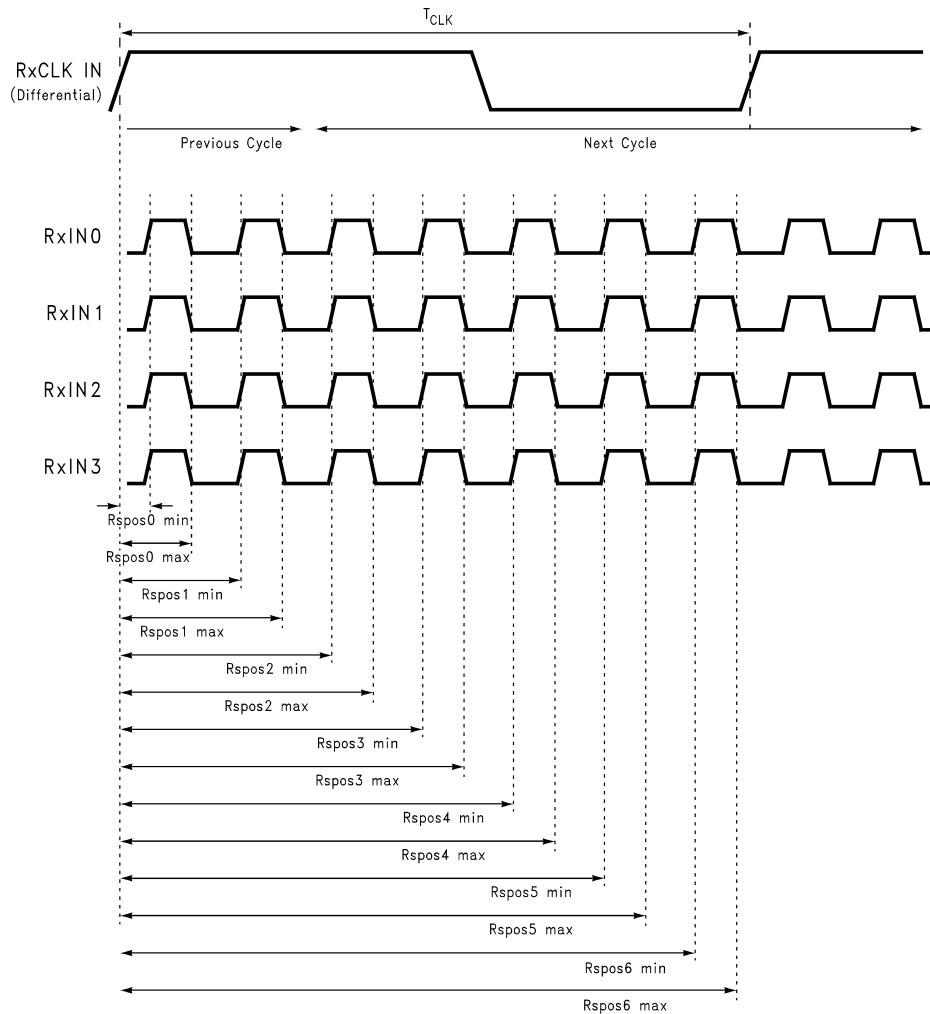 TCLK
RxCLK IN
(Differential)
Previous Cycle
Next Cycle
RxIN0
RxIN1
RxIN2
RxIN3
Rspos0 min
Rspos0 max
Rspos1 min
Rspos1 max
Rspos2 min
Rspos2 max
Rspos3 min
Rspos3 max
Rspos4 min
Rspos4 max
Rspos5 min
Rspos5 max
Rspos6 min
Rspos6 max